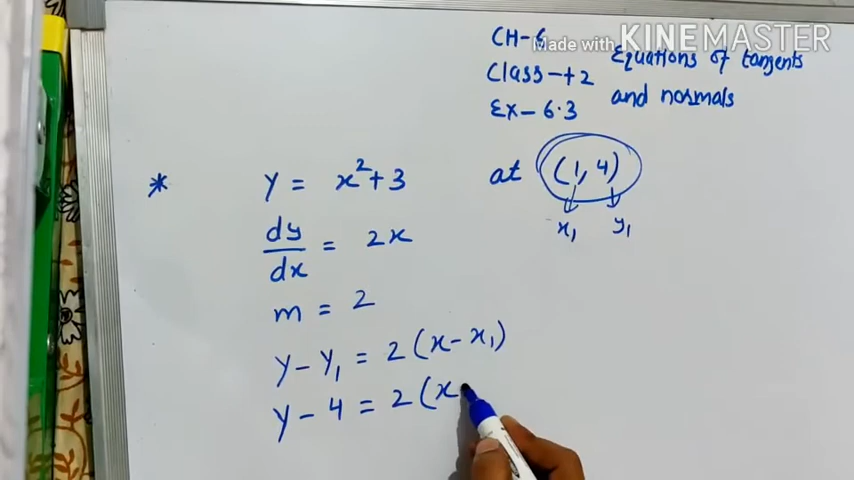 CH-6
Made with KINEMASTER
Equations of tangents
Class-+2
and normals
Ex-6.3
* y = x²+3 at (1, 4)
x₁ y₁
dy/dx = 2x
m = 2
y-y₁ = 2(x-x₁)
y-4 = 2(x